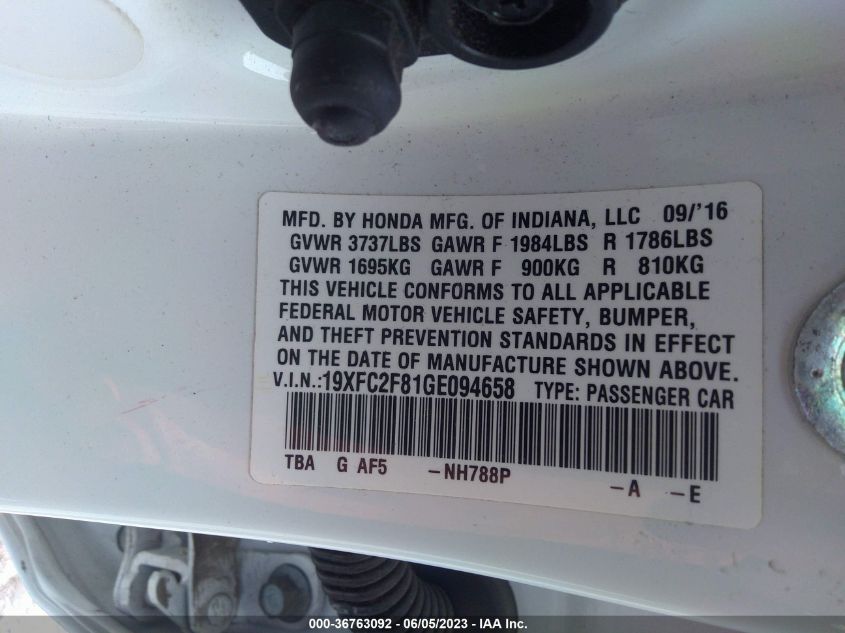 MFD. BY HONDA MFG. OF INDIANA, LLC 09/'16
GVWR 3737LBS GAWR F 1984LBS R 1786LBS
GVWR 1695KG GAWR F 900KG R 810KG
THIS VEHICLE CONFORMS TO ALL APPLICABLE
FEDERAL MOTOR VEHICLE SAFETY, BUMPER,
AND THEFT PREVENTION STANDARDS IN EFFECT
ON THE DATE OF MANUFACTURE SHOWN ABOVE.
V.I.N.:19XFC2F81GE094658 TYPE: PASSENGER CAR
TBA G AF5 -NH788P -A -E
000-36763092 - 06/05/2023 - IAA Inc.